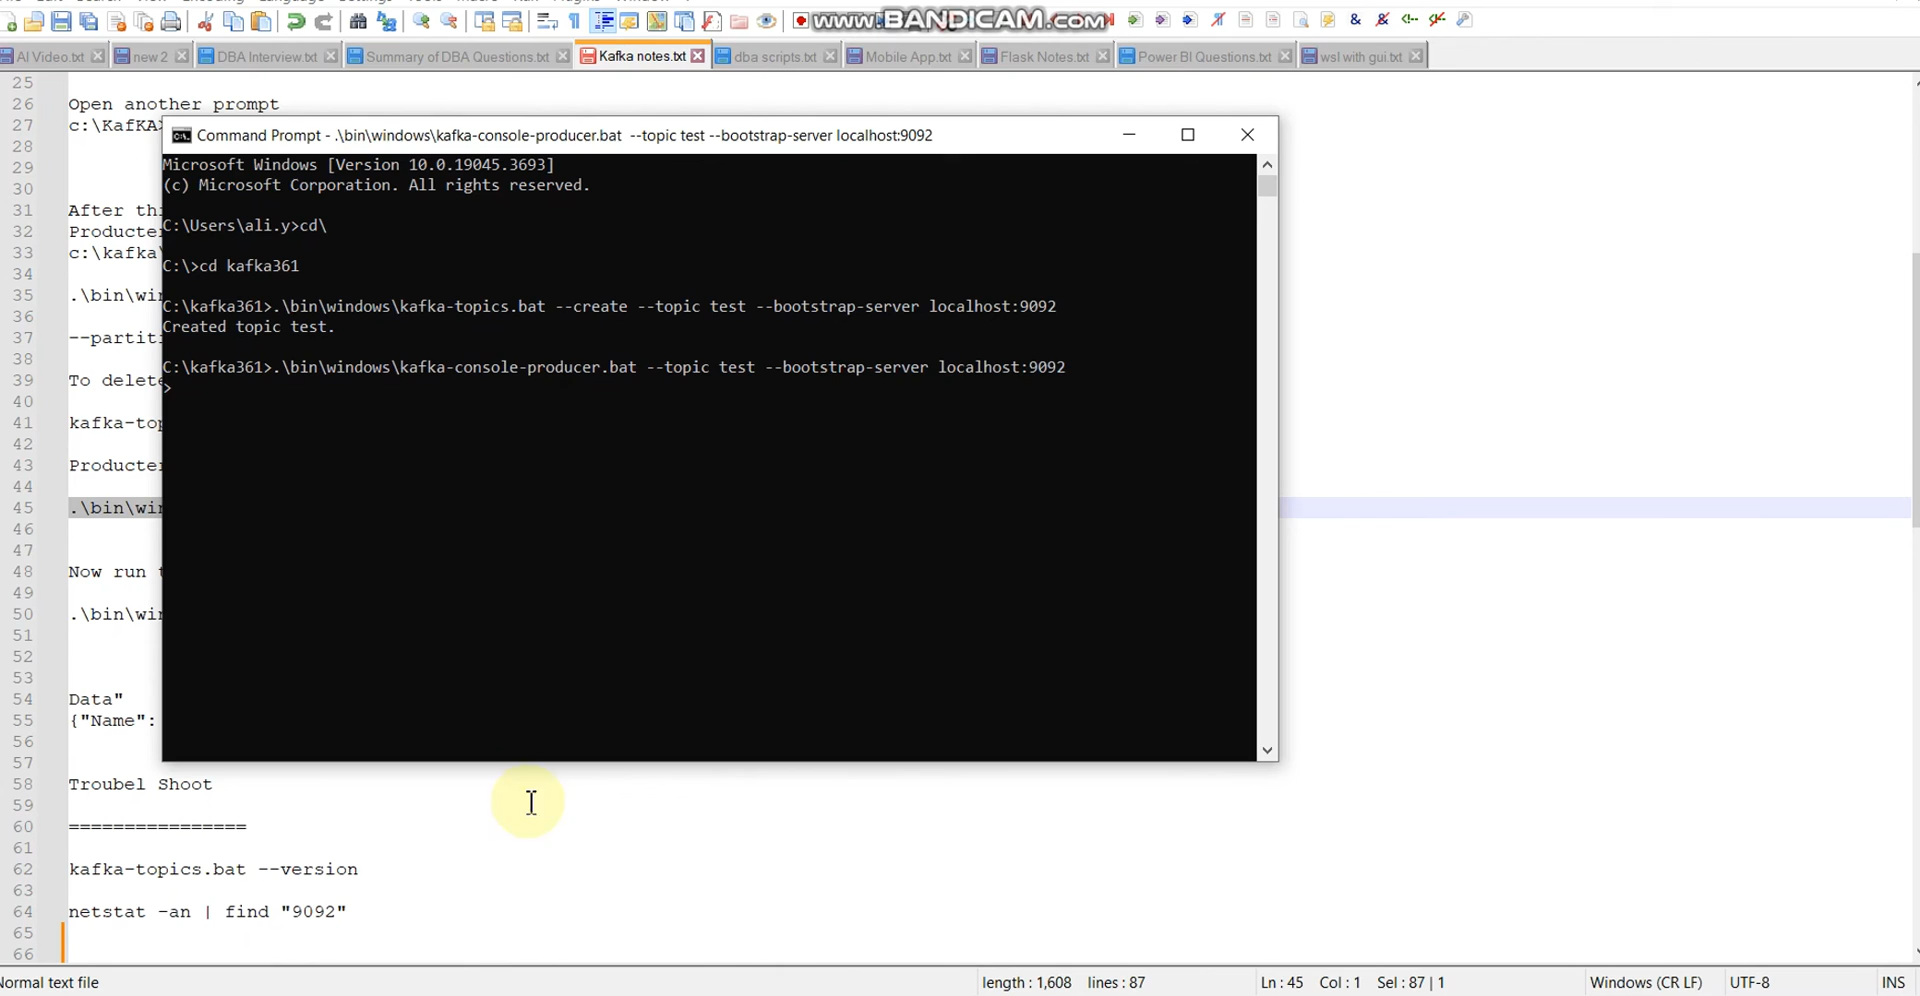 www.BANDICAM.com
AI Video.txt
new 2
DBA Interview.txt
Summary of DBA Questions.txt
Kafka notes.txt
dba scripts.txt
Mobile App.txt
Flask Notes.txt
Power BI Questions.txt
wsl with gui.txt
25
26 Open another prompt
27 c:\KafKA>
28
29
30
31 After thi
32 Producter
33 c:\kafka\
34
35 .\bin\win
36
37 --partiti
38
39 To delete
40
41 kafka-top
42
43 Producter
44
45 .\bin\win
46
47
48 Now run t
49
50 .\bin\win
51
52
53
54 Data"
55 {"Name":
56
57
58 Troubel Shoot
59
60 ================
61
62 kafka-topics.bat --version
63
64 netstat -an | find "9092"
65
66
Command Prompt - .\bin\windows\kafka-console-producer.bat --topic test --bootstrap-server localhost:9092
Microsoft Windows [Version 10.0.19045.3693]
(c) Microsoft Corporation. All rights reserved.
C:\Users\ali.y>cd\
C:\>cd kafka361
C:\kafka361>.\bin\windows\kafka-topics.bat --create --topic test --bootstrap-server localhost:9092
Created topic test.
C:\kafka361>.\bin\windows\kafka-console-producer.bat --topic test --bootstrap-server localhost:9092
>
Normal text file
length : 1,608 lines : 87
Ln : 45 Col : 1 Sel : 87 | 1
Windows (CR LF)
UTF-8
INS